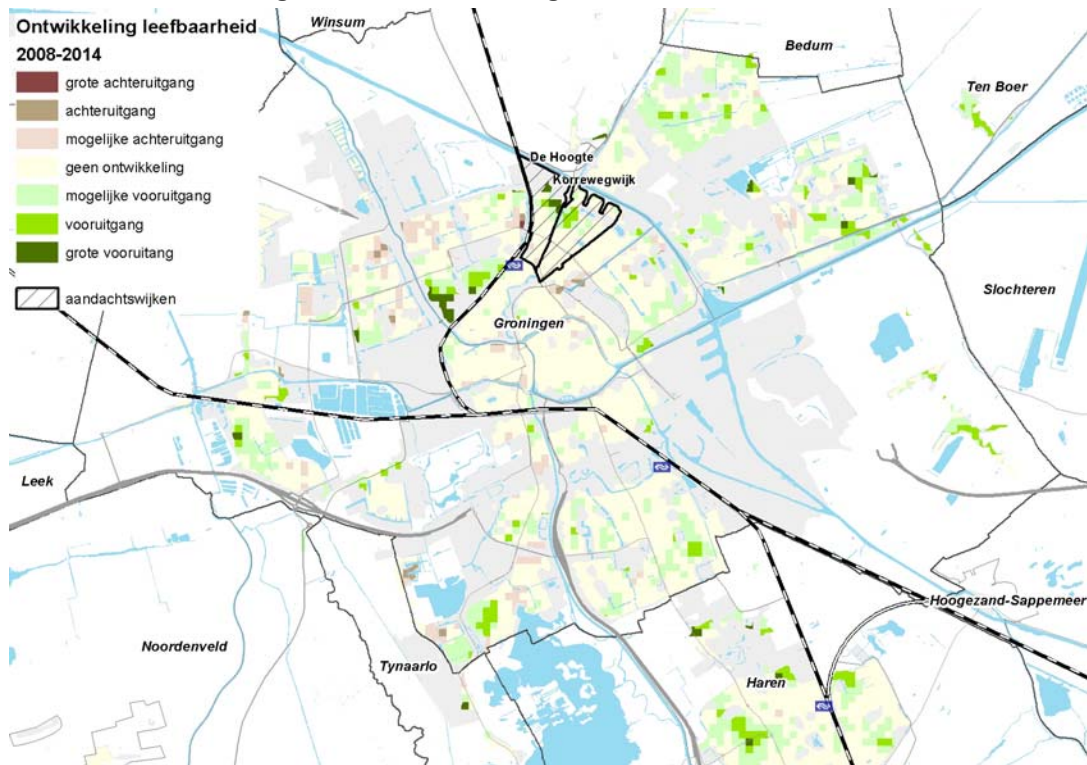 Ontwikkeling leefbaarheid
2008-2014
grote achteruitgang
achteruitgang
mogelijke achteruitgang
geen ontwikkeling
mogelijke vooruitgang
vooruitgang
grote vooruitang
aandachtswijken
Winsum
Bedum
Ten Boer
De Hoogte
Korrewegwijk
Slochteren
Groningen
Leek
Hoogezand-Sappemeer
Noordenveld
Tynaarlo
Haren